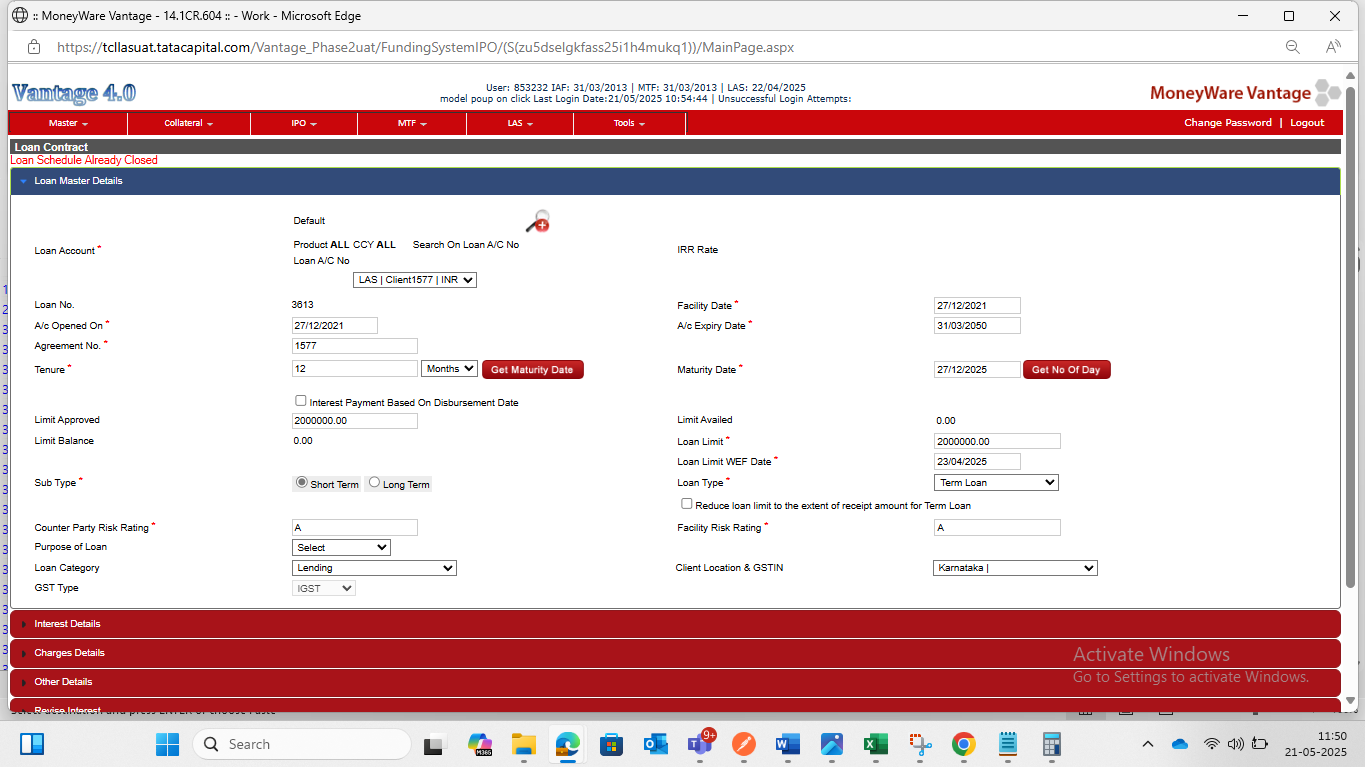 :: MoneyWare Vantage - 14.1CR.604 :: - Work - Microsoft Edge
https://tcllasuat.tatacapital.com/Vantage_Phase2uat/FundingSystemIPO/(S(zu5dselgkfass25i1h4mukq1))/MainPage.aspx
Vantage 4.0
User: 853232 IAF: 31/03/2013 | MTF: 31/03/2013 | LAS: 22/04/2025
model poup on click Last Login Date:21/05/2025 10:54:44 | Unsuccessful Login Attempts:
MoneyWare Vantage
Master Collateral IPO MTF LAS Tools Change Password | Logout
Loan Contract
Loan Schedule Already Closed
Loan Master Details
Default
Loan Account * Product ALL CCY ALL Search On Loan A/C No IRR Rate
Loan A/C No
LAS | Client1577 | INR
Loan No. 3613 Facility Date * 27/12/2021
A/c Opened On * 27/12/2021 A/c Expiry Date * 31/03/2050
Agreement No. * 1577
Tenure * 12 Months Get Maturity Date Maturity Date * 27/12/2025 Get No Of Day
Interest Payment Based On Disbursement Date
Limit Approved 2000000.00 Limit Availed 0.00
Limit Balance 0.00 Loan Limit * 2000000.00
Loan Limit WEF Date * 23/04/2025
Sub Type * Short Term Long Term Loan Type * Term Loan
Reduce loan limit to the extent of receipt amount for Term Loan
Counter Party Risk Rating * A Facility Risk Rating * A
Purpose of Loan Select
Loan Category Lending Client Location & GSTIN Karnataka |
GST Type IGST
Interest Details
Charges Details
Other Details
Revise Interest
Activate Windows
Go to Settings to activate Windows.
Search
9+
11:50
21-05-2025